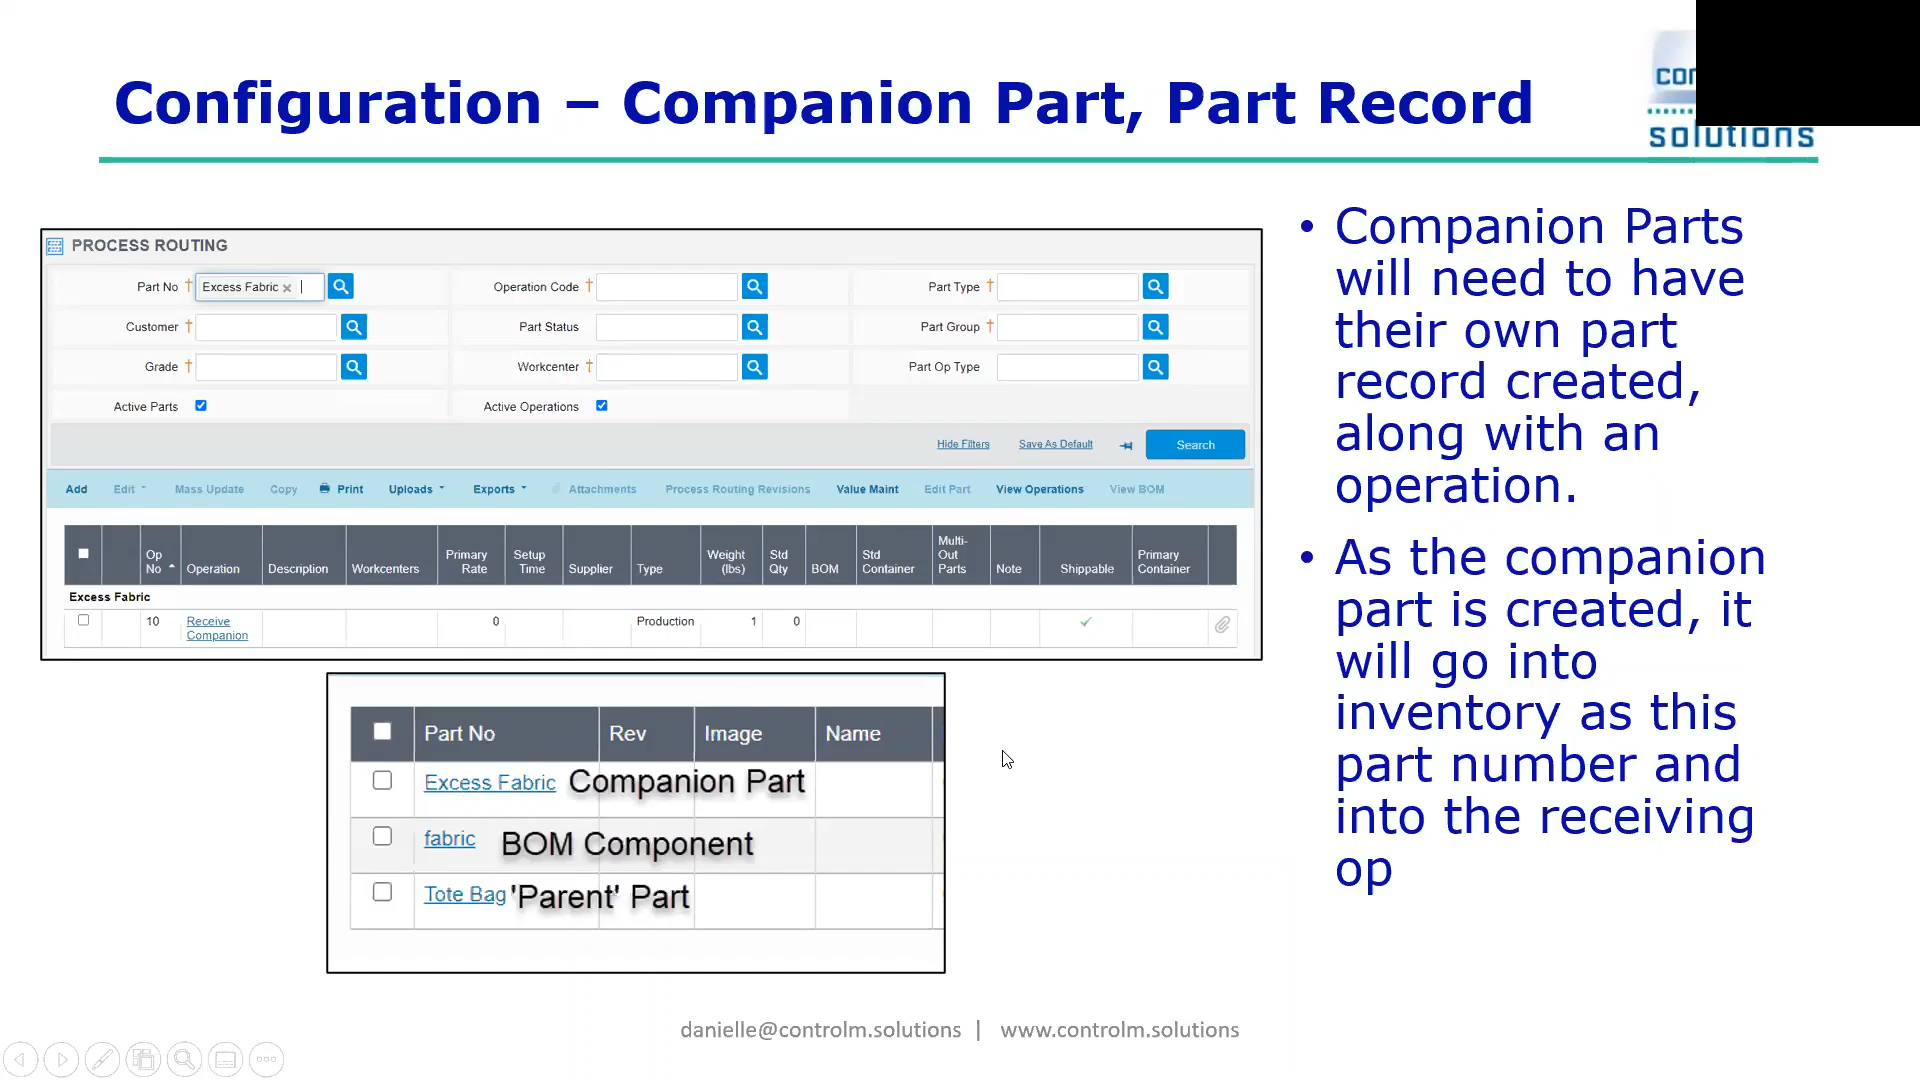 Configuration – Companion Part, Part Record
solutions
PROCESS ROUTING
Part No † Excess Fabric × Operation Code † Part Type †
Customer † Part Status Part Group †
Grade † Workcenter † Part Op Type
Active Parts Active Operations
Hide Filters Save As Default Search
Add Edit Mass Update Copy Print Uploads Exports Attachments Process Routing Revisions Value Maint Edit Part View Operations View BOM
Op No Operation Description Workcenters Primary Rate Setup Time Supplier Type Weight (lbs) Std Qty BOM Std Container Multi-Out Parts Note Shippable Primary Container
Excess Fabric
10 Receive Companion 0 Production 1 0
Part No Rev Image Name
Excess Fabric Companion Part
fabric BOM Component
Tote Bag 'Parent' Part
• Companion Parts
will need to have
their own part
record created,
along with an
operation.
• As the companion
part is created, it
will go into
inventory as this
part number and
into the receiving
op
danielle@controlm.solutions | www.controlm.solutions